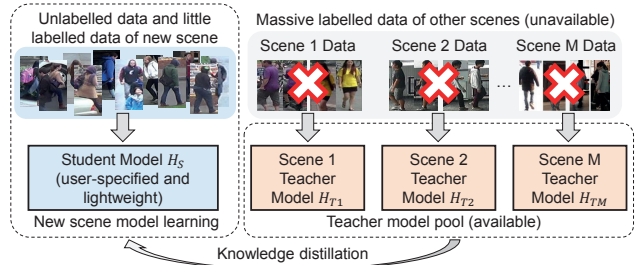 Unlabelled data and little
labelled data of new scene
Massive labelled data of other scenes (unavailable)
Scene 1 Data
Scene 2 Data
Scene M Data
...
Student Model H_S
(user-specified and
lightweight)
Scene 1
Teacher
Model H_T1
Scene 2
Teacher
Model H_T2
Scene M
Teacher
Model H_TM
New scene model learning
Teacher model pool (available)
Knowledge distillation